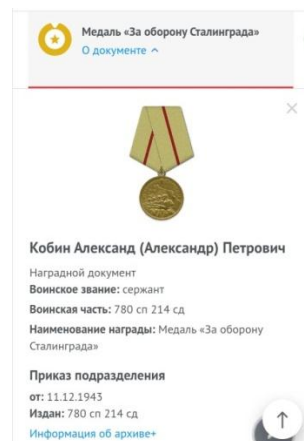 Медаль «За оборону Сталинграда»
О документе
Кобин Александ (Александр) Петрович
Наградной документ
Воинское звание: сержант
Воинская часть: 780 сп 214 сд
Наименование награды: Медаль «За оборону
Сталинграда»
Приказ подразделения
от: 11.12.1943
Издан: 780 сп 214 сд
Информация об архиве+